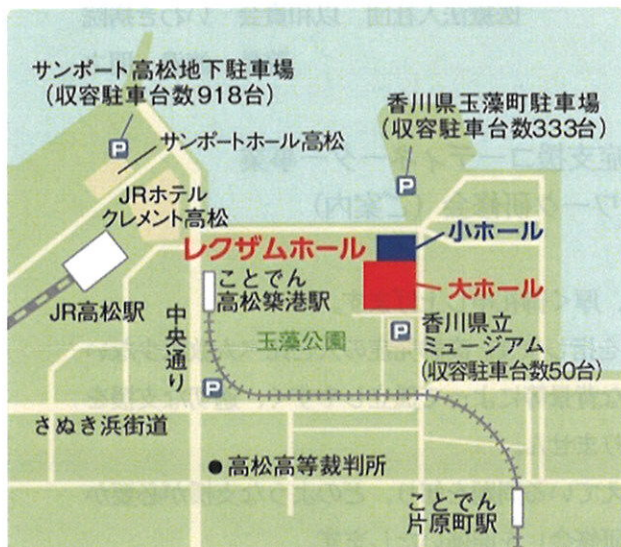 サンポート高松地下駐車場
(収容駐車台数918台)
P
サンポートホール高松
香川県玉藻町駐車場
(収容駐車台数333台)
P
JRホテル
クレメント高松
レクザムホール
小ホール
大ホール
ことでん
高松築港駅
JR高松駅
中央通り
玉藻公園
P
香川県立
ミュージアム
(収容駐車台数50台)
P
さぬき浜街道
●高松高等裁判所
ことでん
片原町駅